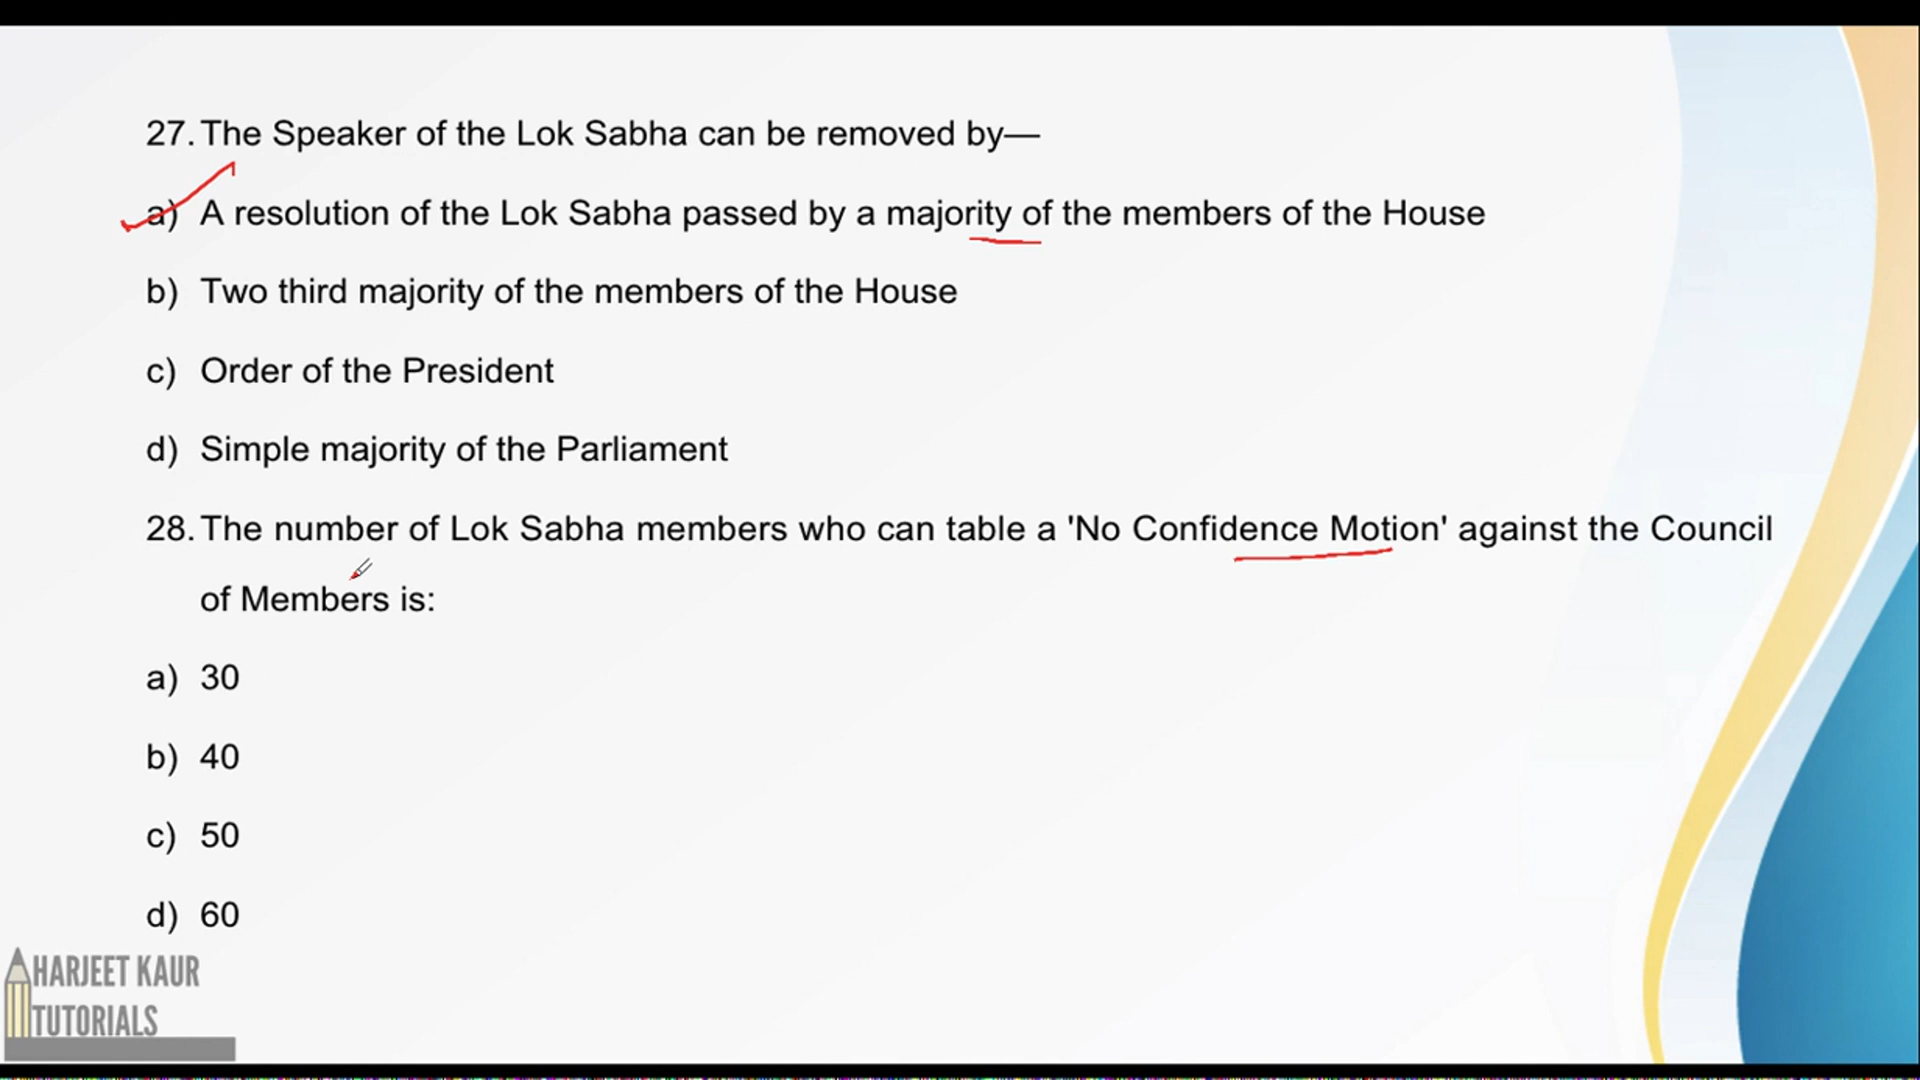 27. The Speaker of the Lok Sabha can be removed by—
a) A resolution of the Lok Sabha passed by a majority of the members of the House
b) Two third majority of the members of the House
c) Order of the President
d) Simple majority of the Parliament
28. The number of Lok Sabha members who can table a 'No Confidence Motion' against the Council
of Members is:
a) 30
b) 40
c) 50
d) 60
HARJEET KAUR
TUTORIALS